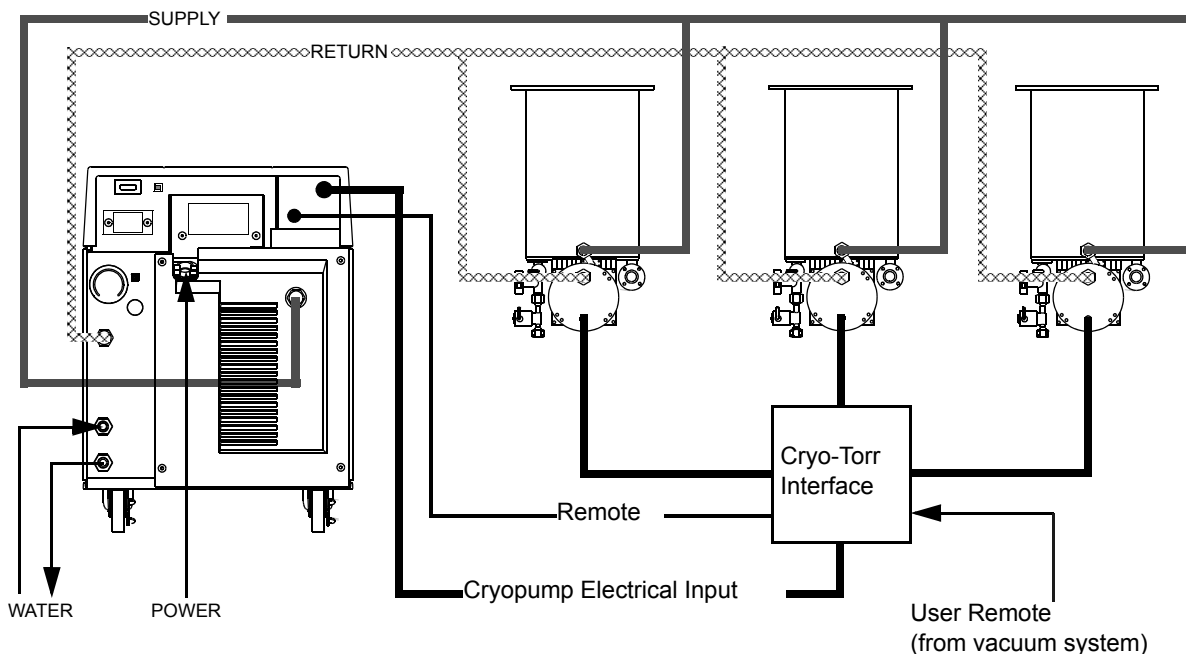 SUPPLY
RETURN
Cryo-Torr
Interface
Remote
Cryopump Electrical Input
WATER
POWER
User Remote
(from vacuum system)